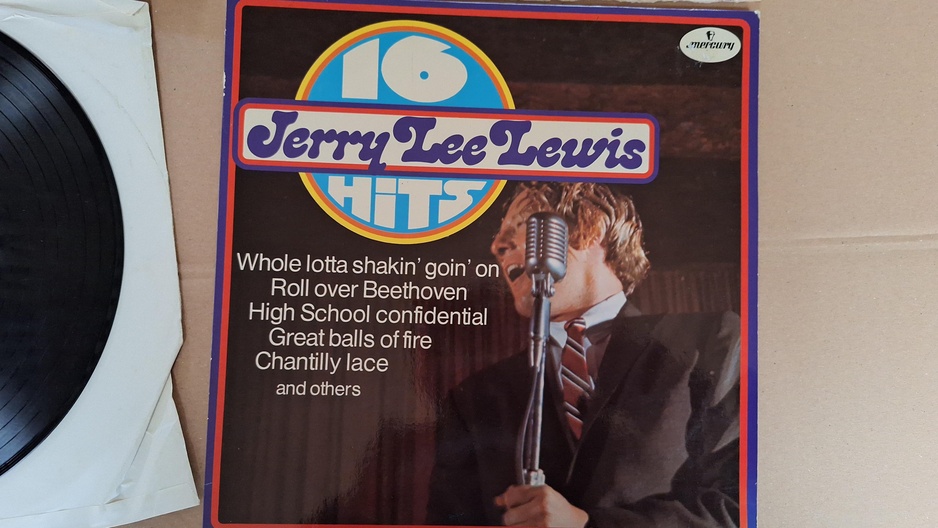 16
mercury
Jerry Lee Lewis
HiTS
Whole lotta shakin' goin' on
Roll over Beethoven
High School confidential
Great balls of fire
Chantilly lace
and others